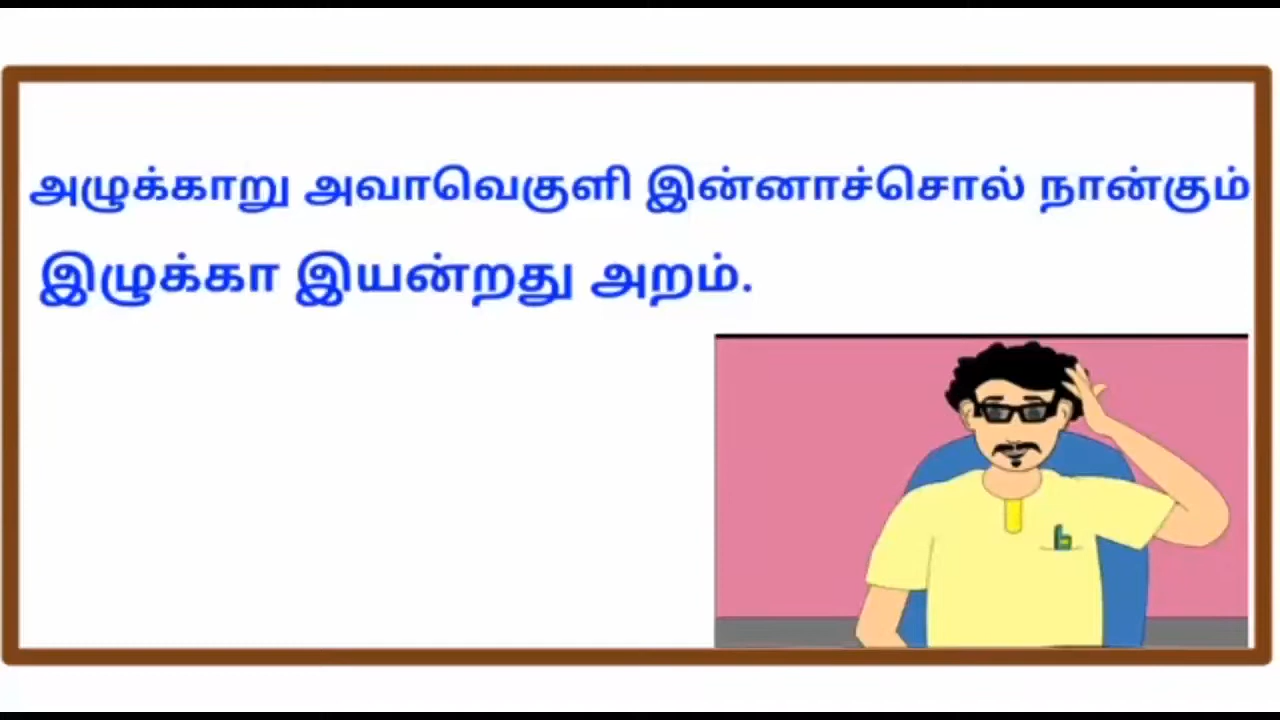 அழுக்காறு அவாவெகுளி இன்னாச்சொல் நான்கும்
இழுக்கா இயன்றது அறம்.